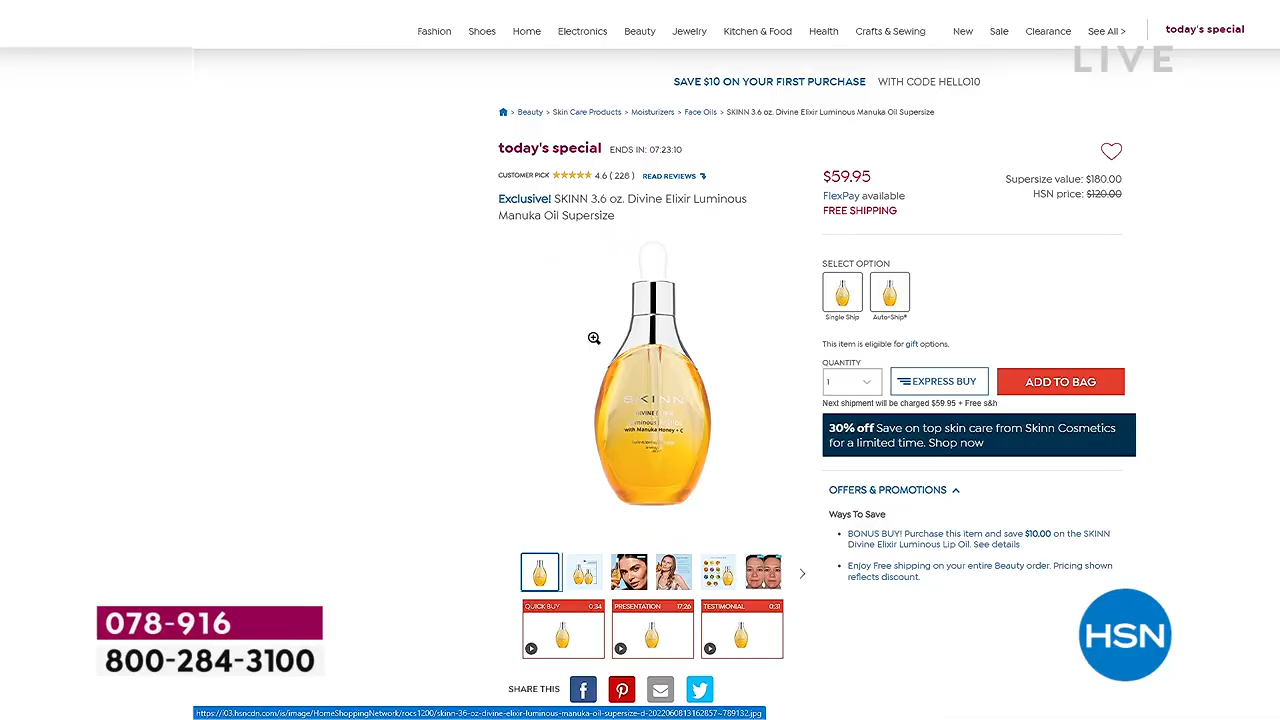 Fashion Shoes Home Electronics Beauty Jewelry Kitchen & Food Health Crafts & Sewing New Sale Clearance See All > today's special
LIVE
SAVE $10 ON YOUR FIRST PURCHASE WITH CODE HELLO10
> Beauty > Skin Care Products > Moisturizers > Face Oils > SKINN 3.6 oz. Divine Elixir Luminous Manuka Oil Supersize
today's special ENDS IN: 07:23:10
CUSTOMER PICK 4.6 ( 228 ) READ REVIEWS
Exclusive! SKINN 3.6 oz. Divine Elixir Luminous
Manuka Oil Supersize
$59.95
Supersize value: $180.00
FlexPay available
HSN price: $120.00
FREE SHIPPING
SELECT OPTION
Single Ship Auto-Ship®
This item is eligible for gift options.
QUANTITY
1 EXPRESS BUY ADD TO BAG
Next shipment will be charged $59.95 + Free s&h
30% off Save on top skin care from Skinn Cosmetics
for a limited time. Shop now
OFFERS & PROMOTIONS
Ways To Save
• BONUS BUY! Purchase this item and save $10.00 on the SKINN
Divine Elixir Luminous Lip Oil. See details
• Enjoy Free shipping on your entire Beauty order. Pricing shown
reflects discount.
SKINN
DIVINE ELIXIR
with Manuka Honey + C
QUICK BUY 0:34 PRESENTATION 17:26 TESTIMONIAL 0:31
SHARE THIS
078-916
800-284-3100
HSN
https://i03.hsncdn.com/is/image/HomeShoppingNetwork/rocs1200/skinn-36-oz-divine-elixir-luminous-manuka-oil-supersize-d-2022060813162857~789132.jpg